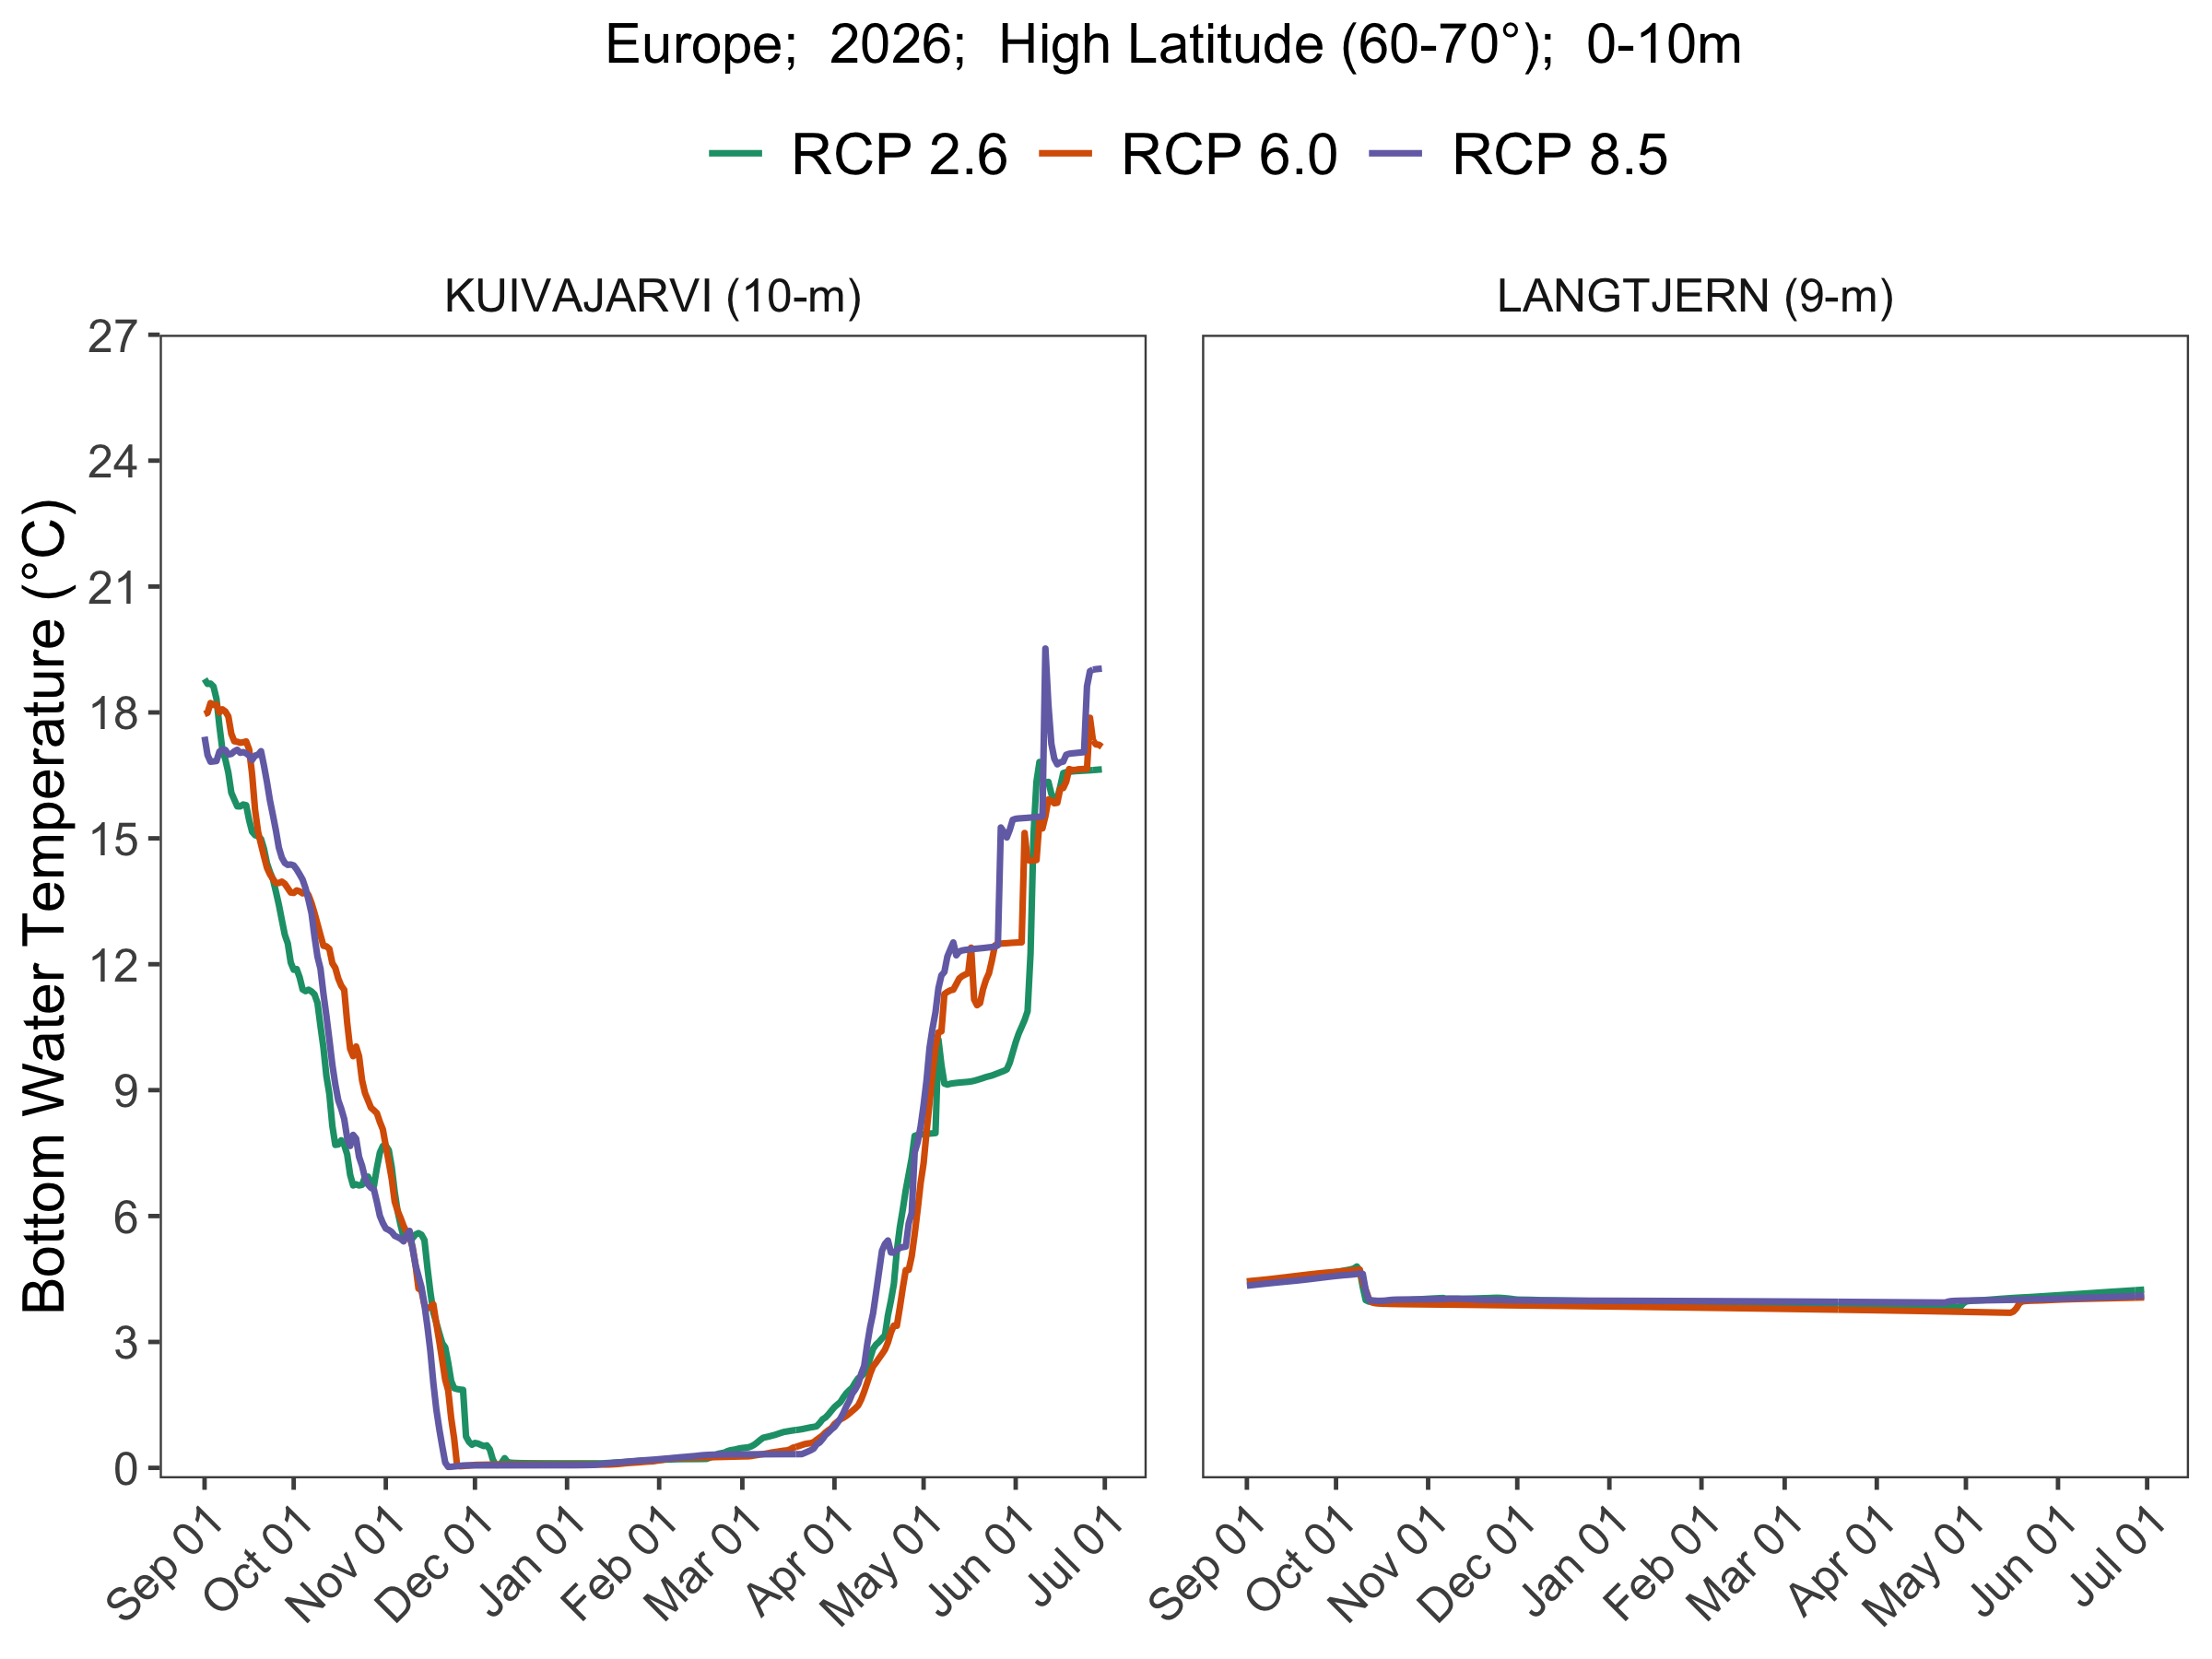 Europe; 2026; High Latitude (60-70°); 0-10m
RCP 2.6 RCP 6.0 RCP 8.5
KUIVAJARVI (10-m)
LANGTJERN (9-m)
Bottom Water Temperature (°C)
27
24
21
18
15
12
9
6
3
0
Sep 01
Oct 01
Nov 01
Dec 01
Jan 01
Feb 01
Mar 01
Apr 01
May 01
Jun 01
Jul 01
Sep 01
Oct 01
Nov 01
Dec 01
Jan 01
Feb 01
Mar 01
Apr 01
May 01
Jun 01
Jul 01